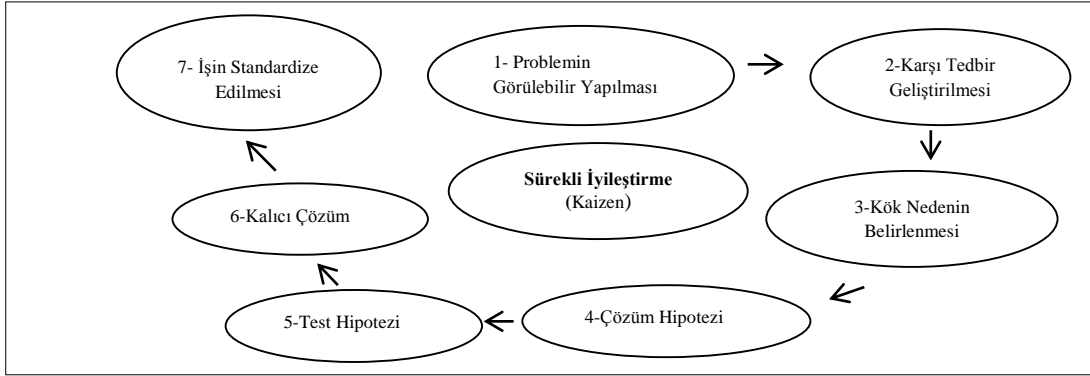 1- Problemin
Görülebilir Yapılması
2-Karşı Tedbir
Geliştirilmesi
3-Kök Nedenin
Belirlenmesi
4-Çözüm Hipotezi
5-Test Hipotezi
6-Kalıcı Çözüm
7- İşin Standardize
Edilmesi
Sürekli İyileştirme
(Kaizen)